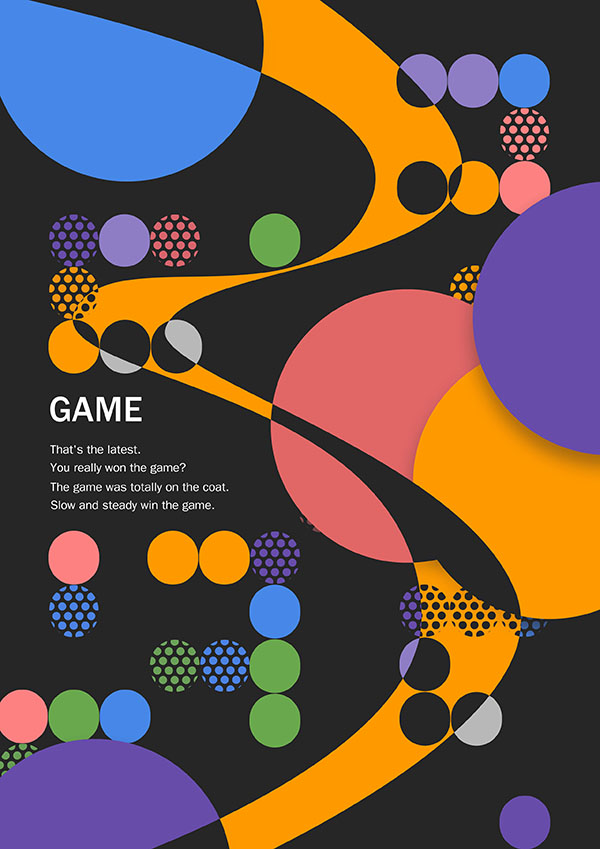 GAME
That's the latest.
You really won the game?
The game was totally on the coat.
Slow and steady win the game.